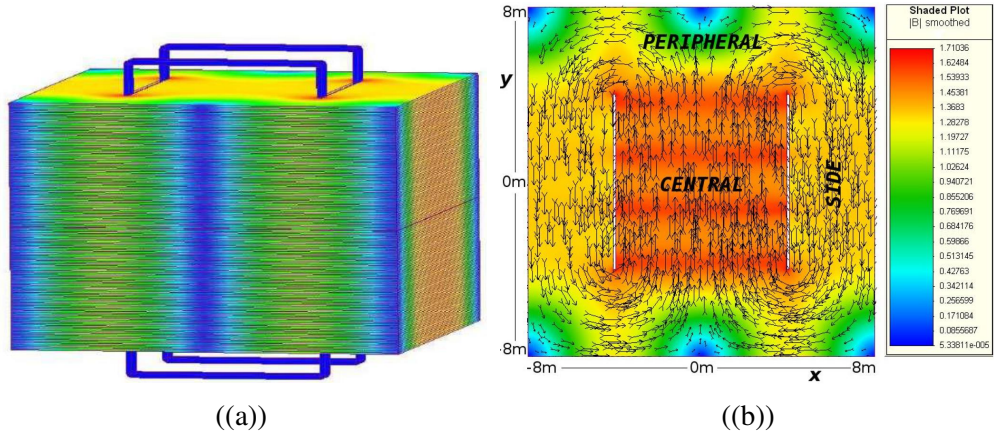 8m
y
0m
-8m
-8m
0m
x
8m
PERIPHERAL
CENTRAL
SIDE
Shaded Plot
|B| smoothed
1.71036
1.62484
1.53933
1.45381
1.3683
1.28278
1.19727
1.11175
1.02624
0.940721
0.855206
0.769691
0.684176
0.59866
0.513145
0.42763
0.342114
0.256599
0.171084
0.0855687
5.33811e-005
((a))
((b))